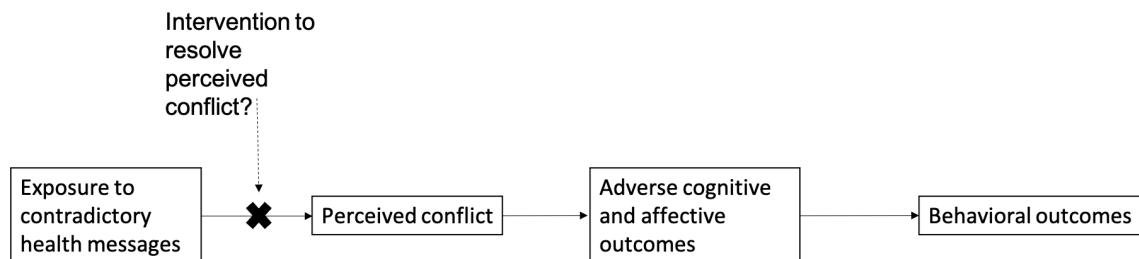 Intervention to
resolve
perceived
conflict?
Exposure to
contradictory
health messages
Perceived conflict
Adverse cognitive
and affective
outcomes
Behavioral outcomes